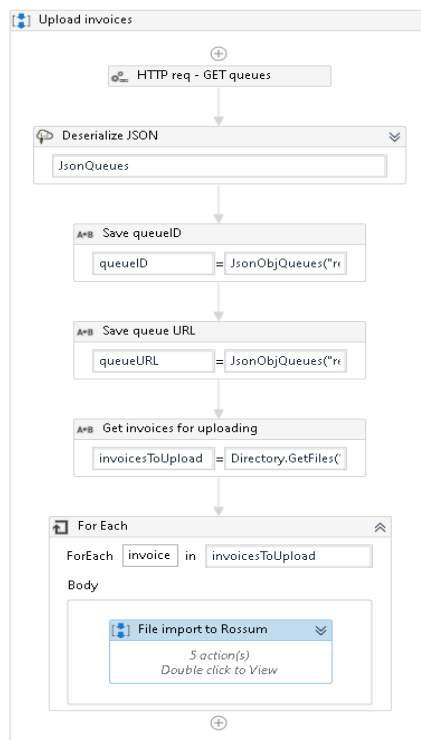 Upload invoices
HTTP req - GET queues
Deserialize JSON
JsonQueues
A*B Save queueID
queueID = JsonObjQueues("re
A*B Save queue URL
queueURL = JsonObjQueues("re
A*B Get invoices for uploading
invoicesToUpload = Directory.GetFiles("
For Each
ForEach invoice in invoicesToUpload
Body
File import to Rossum
5 action(s)
Double click to View